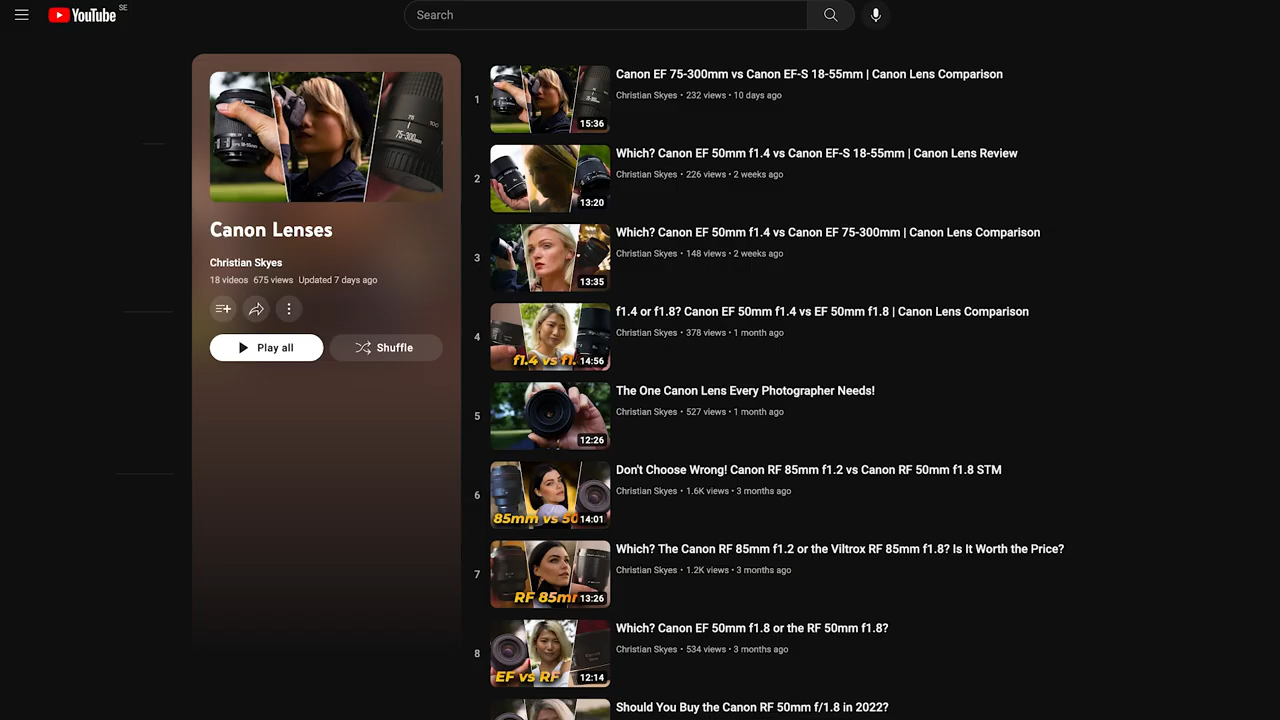 YouTube SE
Search
Canon Lenses
Christian Skyes
18 videos 675 views Updated 7 days ago
Play all
Shuffle
1
15:36
Canon EF 75-300mm vs Canon EF-S 18-55mm | Canon Lens Comparison
Christian Skyes • 232 views • 10 days ago
2
13:20
Which? Canon EF 50mm f1.4 vs Canon EF-S 18-55mm | Canon Lens Review
Christian Skyes • 226 views • 2 weeks ago
3
13:35
Which? Canon EF 50mm f1.4 vs Canon EF 75-300mm | Canon Lens Comparison
Christian Skyes • 148 views • 2 weeks ago
4
f1.4 vs f1.
14:56
f1.4 or f1.8? Canon EF 50mm f1.4 vs EF 50mm f1.8 | Canon Lens Comparison
Christian Skyes • 378 views • 1 month ago
5
12:26
The One Canon Lens Every Photographer Needs!
Christian Skyes • 527 views • 1 month ago
6
85mm vs 50
14:01
Don't Choose Wrong! Canon RF 85mm f1.2 vs Canon RF 50mm f1.8 STM
Christian Skyes • 1.6K views • 3 months ago
7
RF 85mm
13:26
Which? The Canon RF 85mm f1.2 or the Viltrox RF 85mm f1.8? Is It Worth the Price?
Christian Skyes • 1.2K views • 3 months ago
8
EF vs RF
12:14
Which? Canon EF 50mm f1.8 or the RF 50mm f1.8?
Christian Skyes • 534 views • 3 months ago
Should You Buy the Canon RF 50mm f/1.8 in 2022?